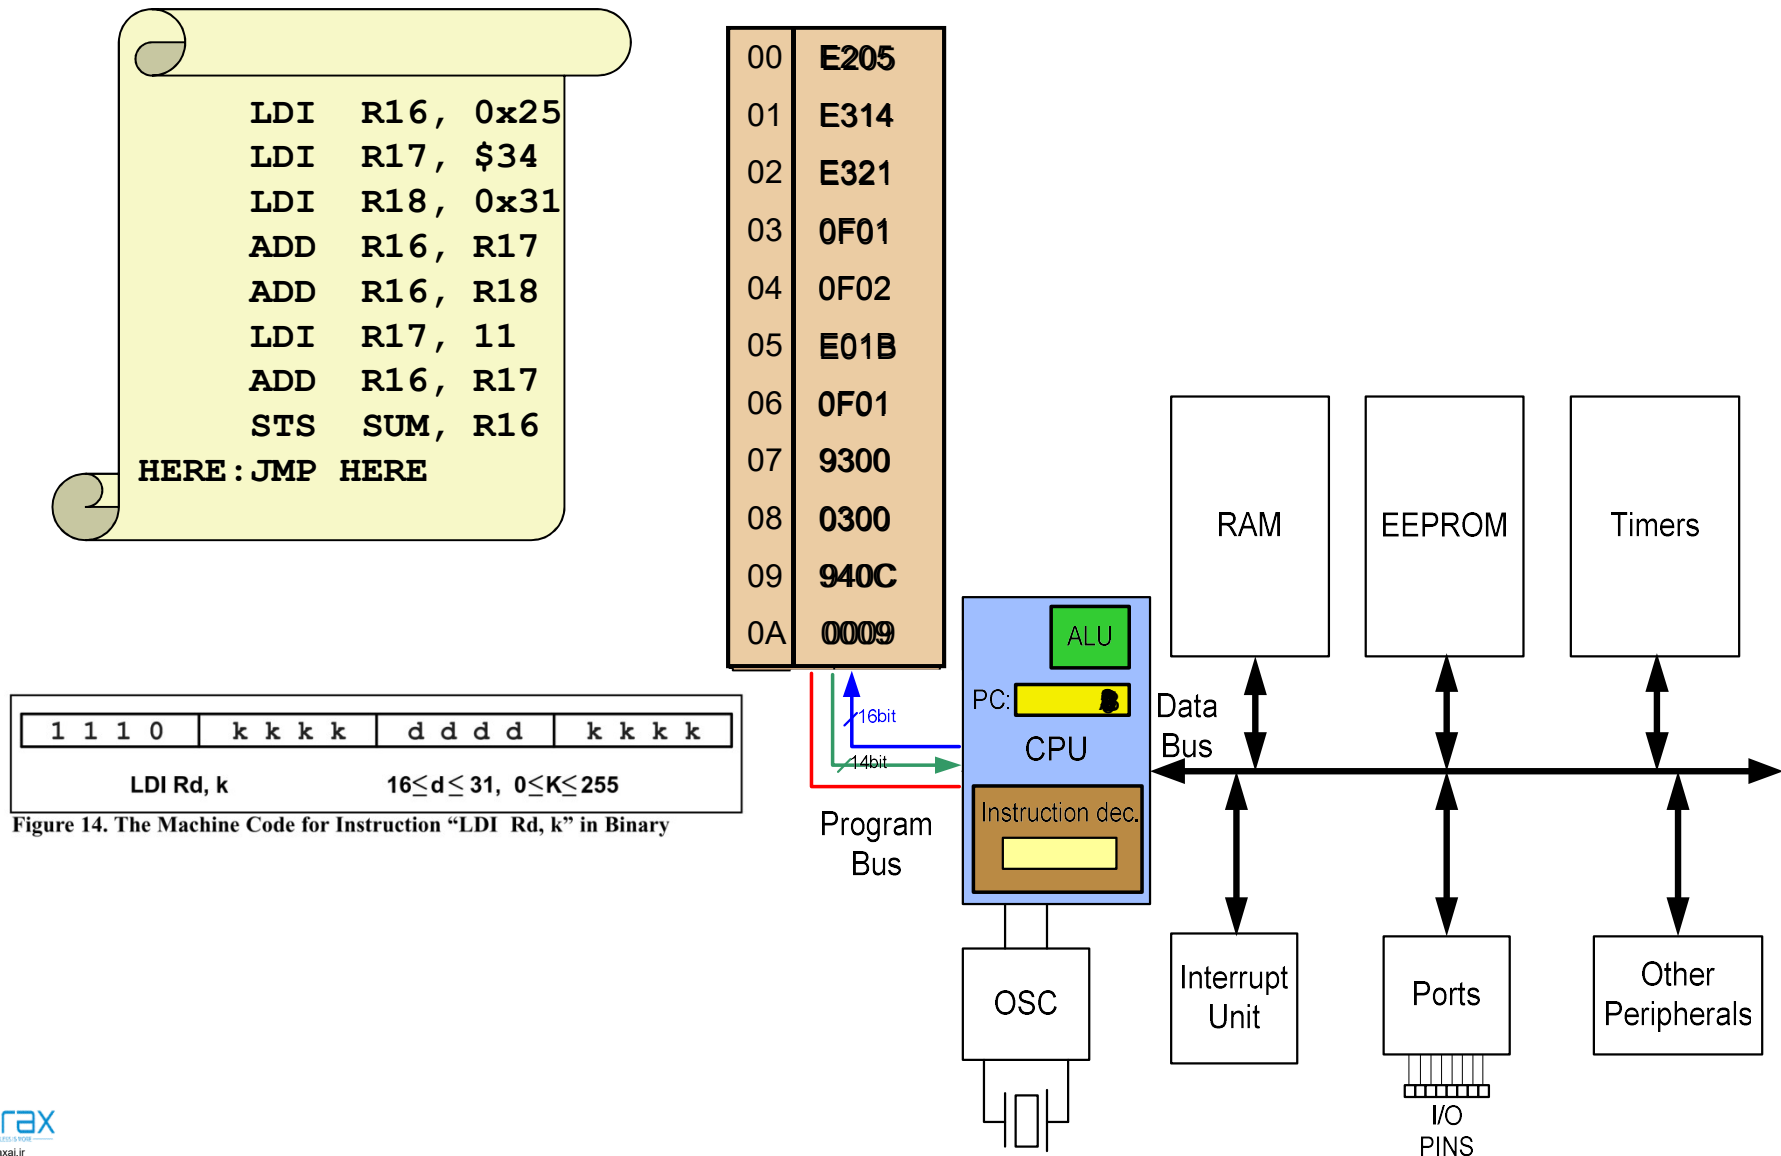 LDI R16, 0x25
LDI R17, $34
LDI R18, 0x31
ADD R16, R17
ADD R16, R18
LDI R17, 11
ADD R16, R17
STS SUM, R16
HERE:JMP HERE
00 E205
01 E314
02 E321
03 0F01
04 0F02
05 E01B
06 0F01
07 9300
08 0300
09 940C
0A 0009
1 1 1 0 k k k k d d d d k k k k
LDI Rd, k 16≤d≤31, 0≤K≤255
Figure 14. The Machine Code for Instruction “LDI Rd, k” in Binary
16bit
14bit
Program
Bus
ALU
PC:
CPU
Instruction dec.
OSC
Data
Bus
RAM
EEPROM
Timers
Interrupt
Unit
Ports
Other
Peripherals
I/O
PINS